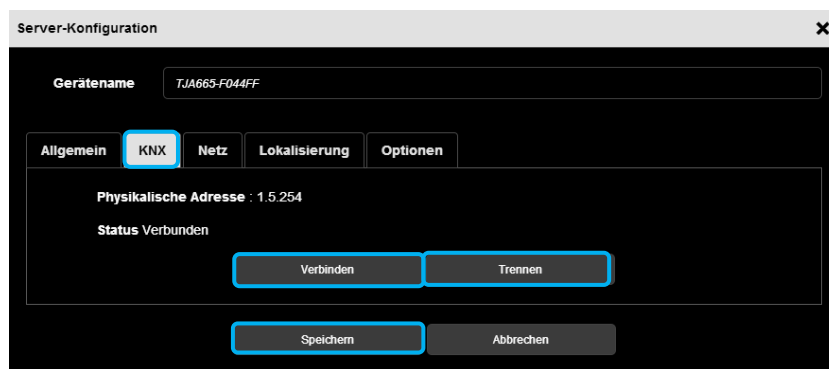 Server-Konfiguration
Gerätename TJA665-F044FF
Allgemein KNX Netz Lokalisierung Optionen
Physikalische Adresse : 1.5.254
Status Verbunden
Verbinden Trennen
Speichern Abbrechen